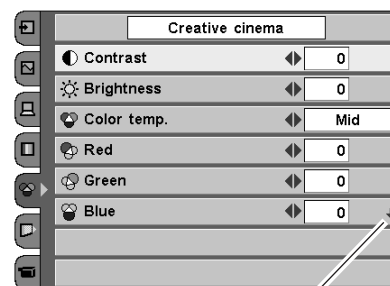 Creative cinema
Contrast 0
Brightness 0
Color temp. Mid
Red 0
Green 0
Blue 0